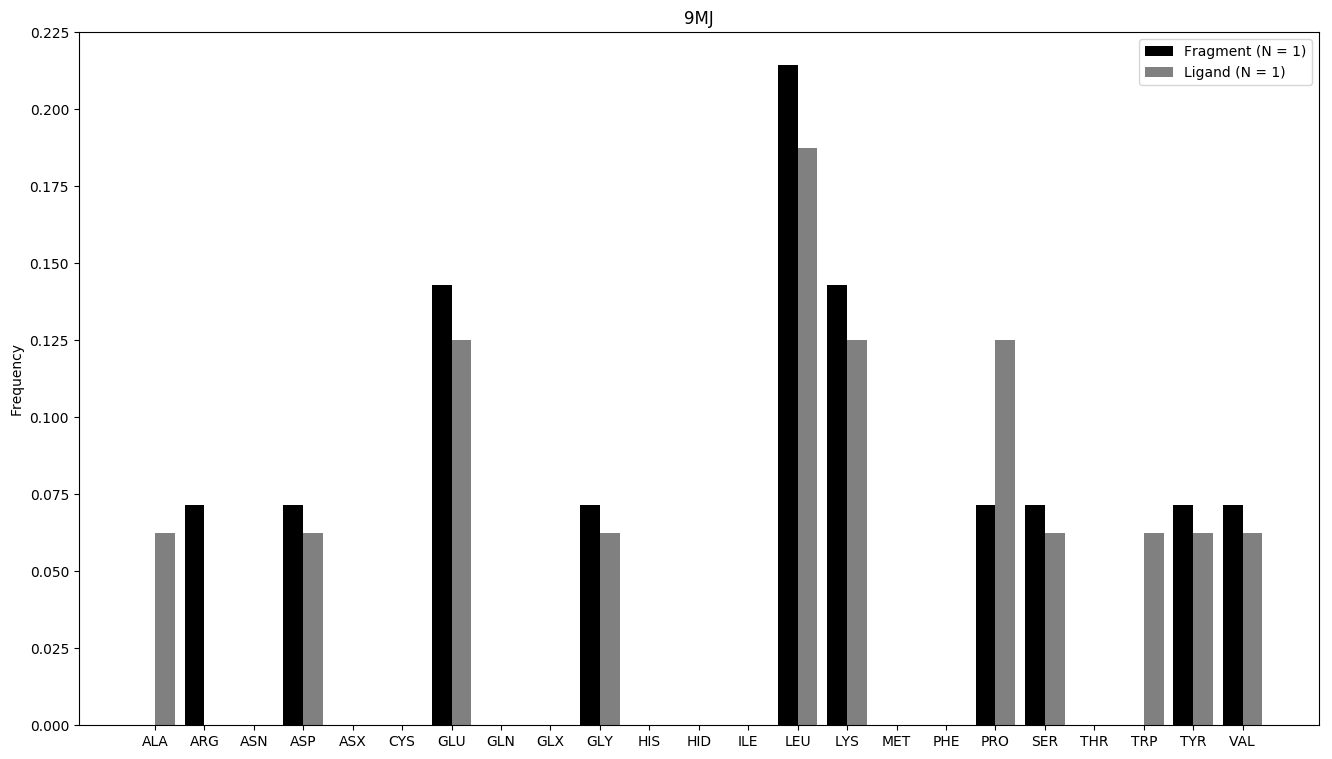 9MJ
Fragment (N = 1)
Ligand (N = 1)
Frequency
0.225
0.200
0.175
0.150
0.125
0.100
0.075
0.050
0.025
0.000
ALA ARG ASN ASP ASX CYS GLU GLN GLX GLY HIS HID ILE LEU LYS MET PHE PRO SER THR TRP TYR VAL